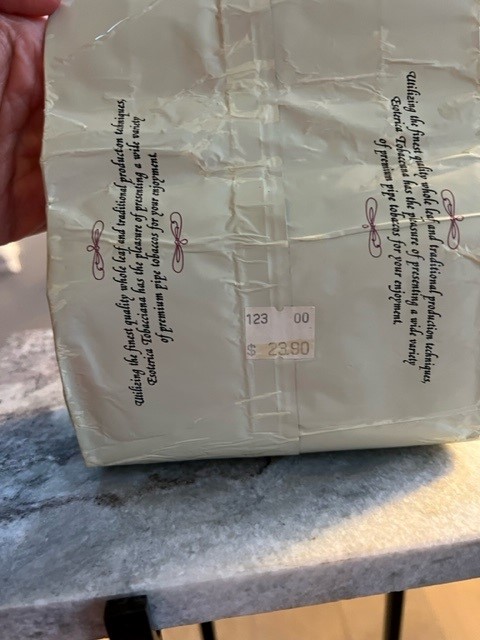 Utilizing the finest quality whole leaf and traditional production techniques,
Esoterica Tobacciana has the pleasure of presenting a wide variety
of premium pipe tobaccos for your enjoyment.
Utilizing the finest quality whole leaf and traditional production techniques,
Esoterica Tobacciana has the pleasure of presenting a wide variety
of premium pipe tobaccos for your enjoyment.
123 00
$ 23.90